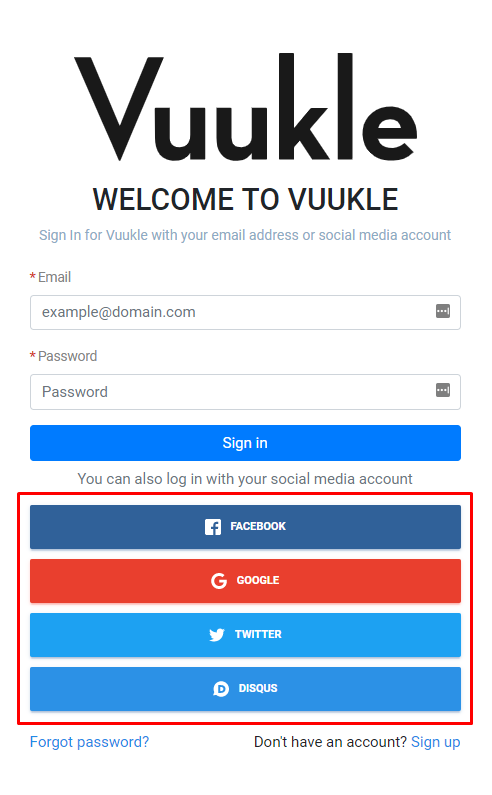 Vuukle
WELCOME TO VUUKLE
Sign In for Vuukle with your email address or social media account
* Email
example@domain.com
* Password
Password
Sign in
You can also log in with your social media account
FACEBOOK
GOOGLE
TWITTER
DISQUS
Forgot password? Don't have an account? Sign up